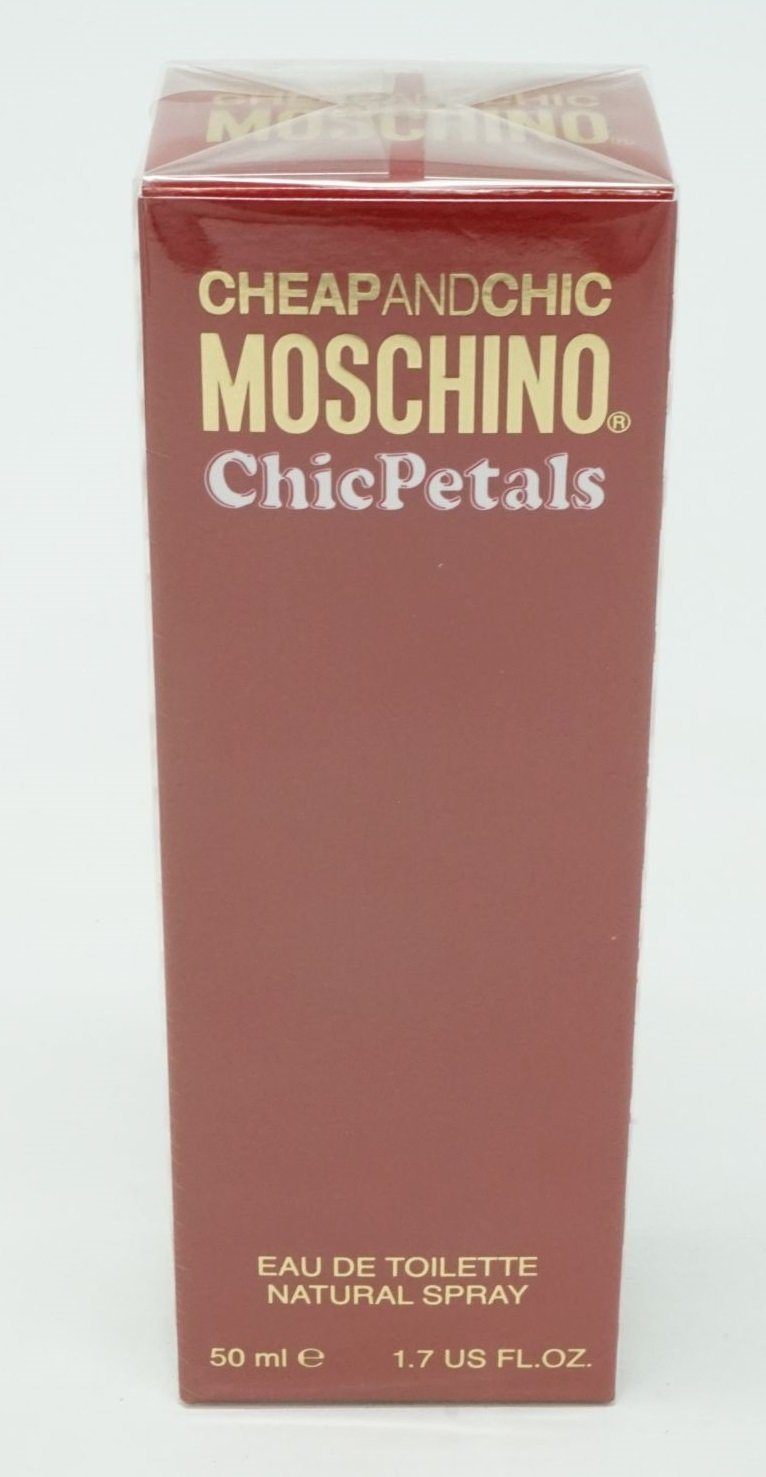 CHEAPANDCHIC
MOSCHINO
CHEAPANDCHIC
MOSCHINO®
ChicPetals
EAU DE TOILETTE
NATURAL SPRAY
50 ml ℮ 1.7 US FL.OZ.